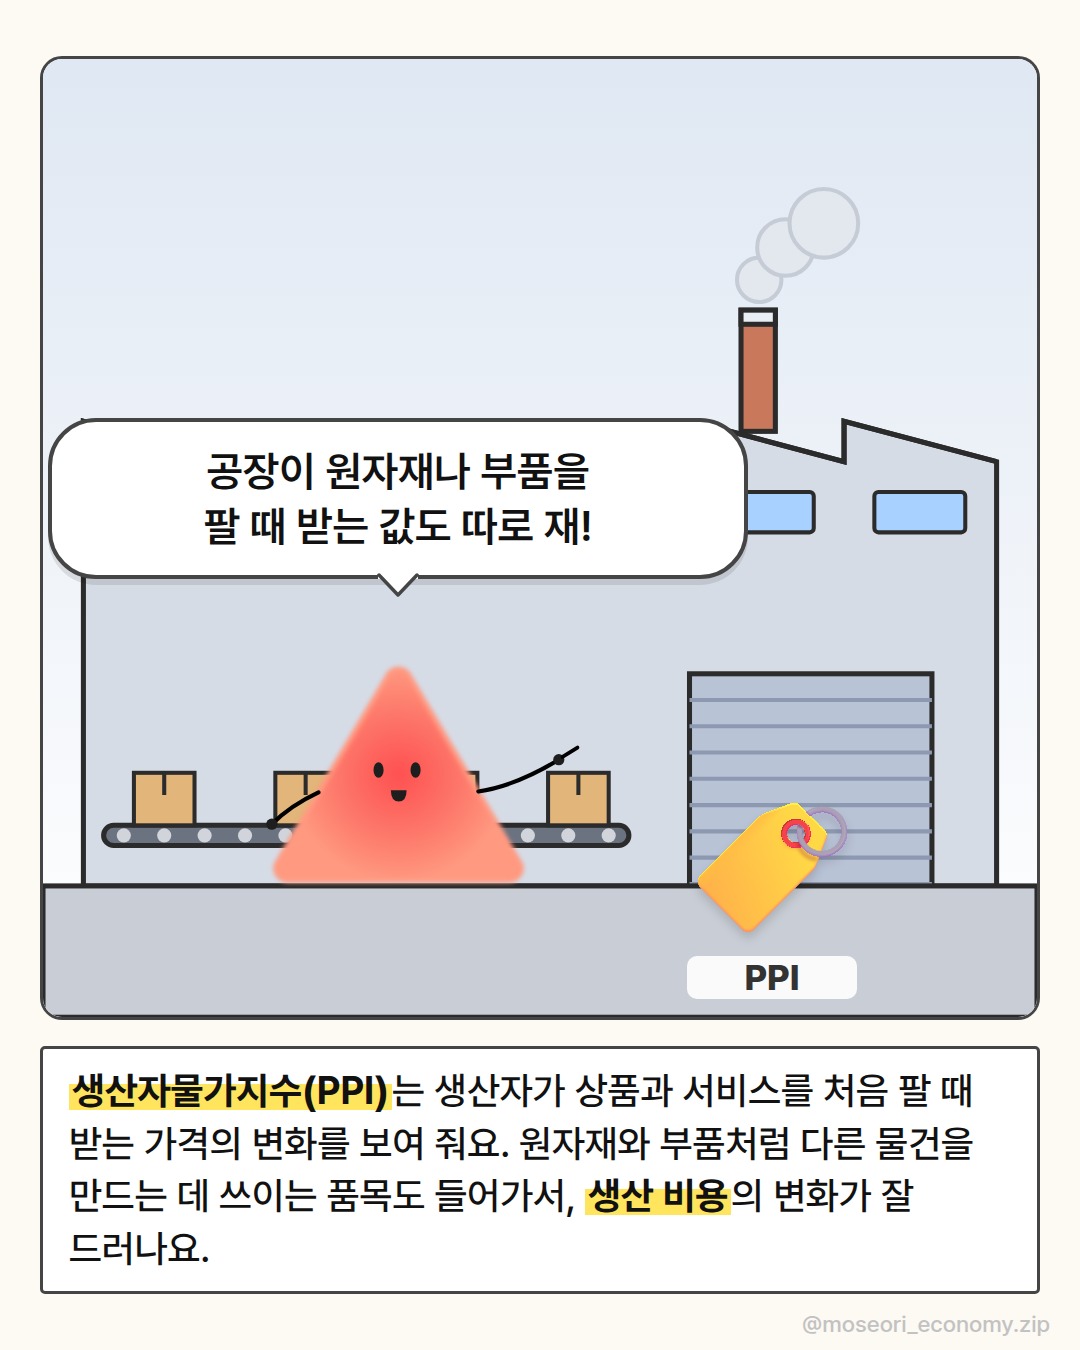 공장이 원자재나 부품을
팔 때 받는 값도 따로 재!
PPI
생산자물가지수(PPI)는 생산자가 상품과 서비스를 처음 팔 때
받는 가격의 변화를 보여 줘요. 원자재와 부품처럼 다른 물건을
만드는 데 쓰이는 품목도 들어가서, 생산 비용의 변화가 잘
드러나요.
@moseori_economy.zip